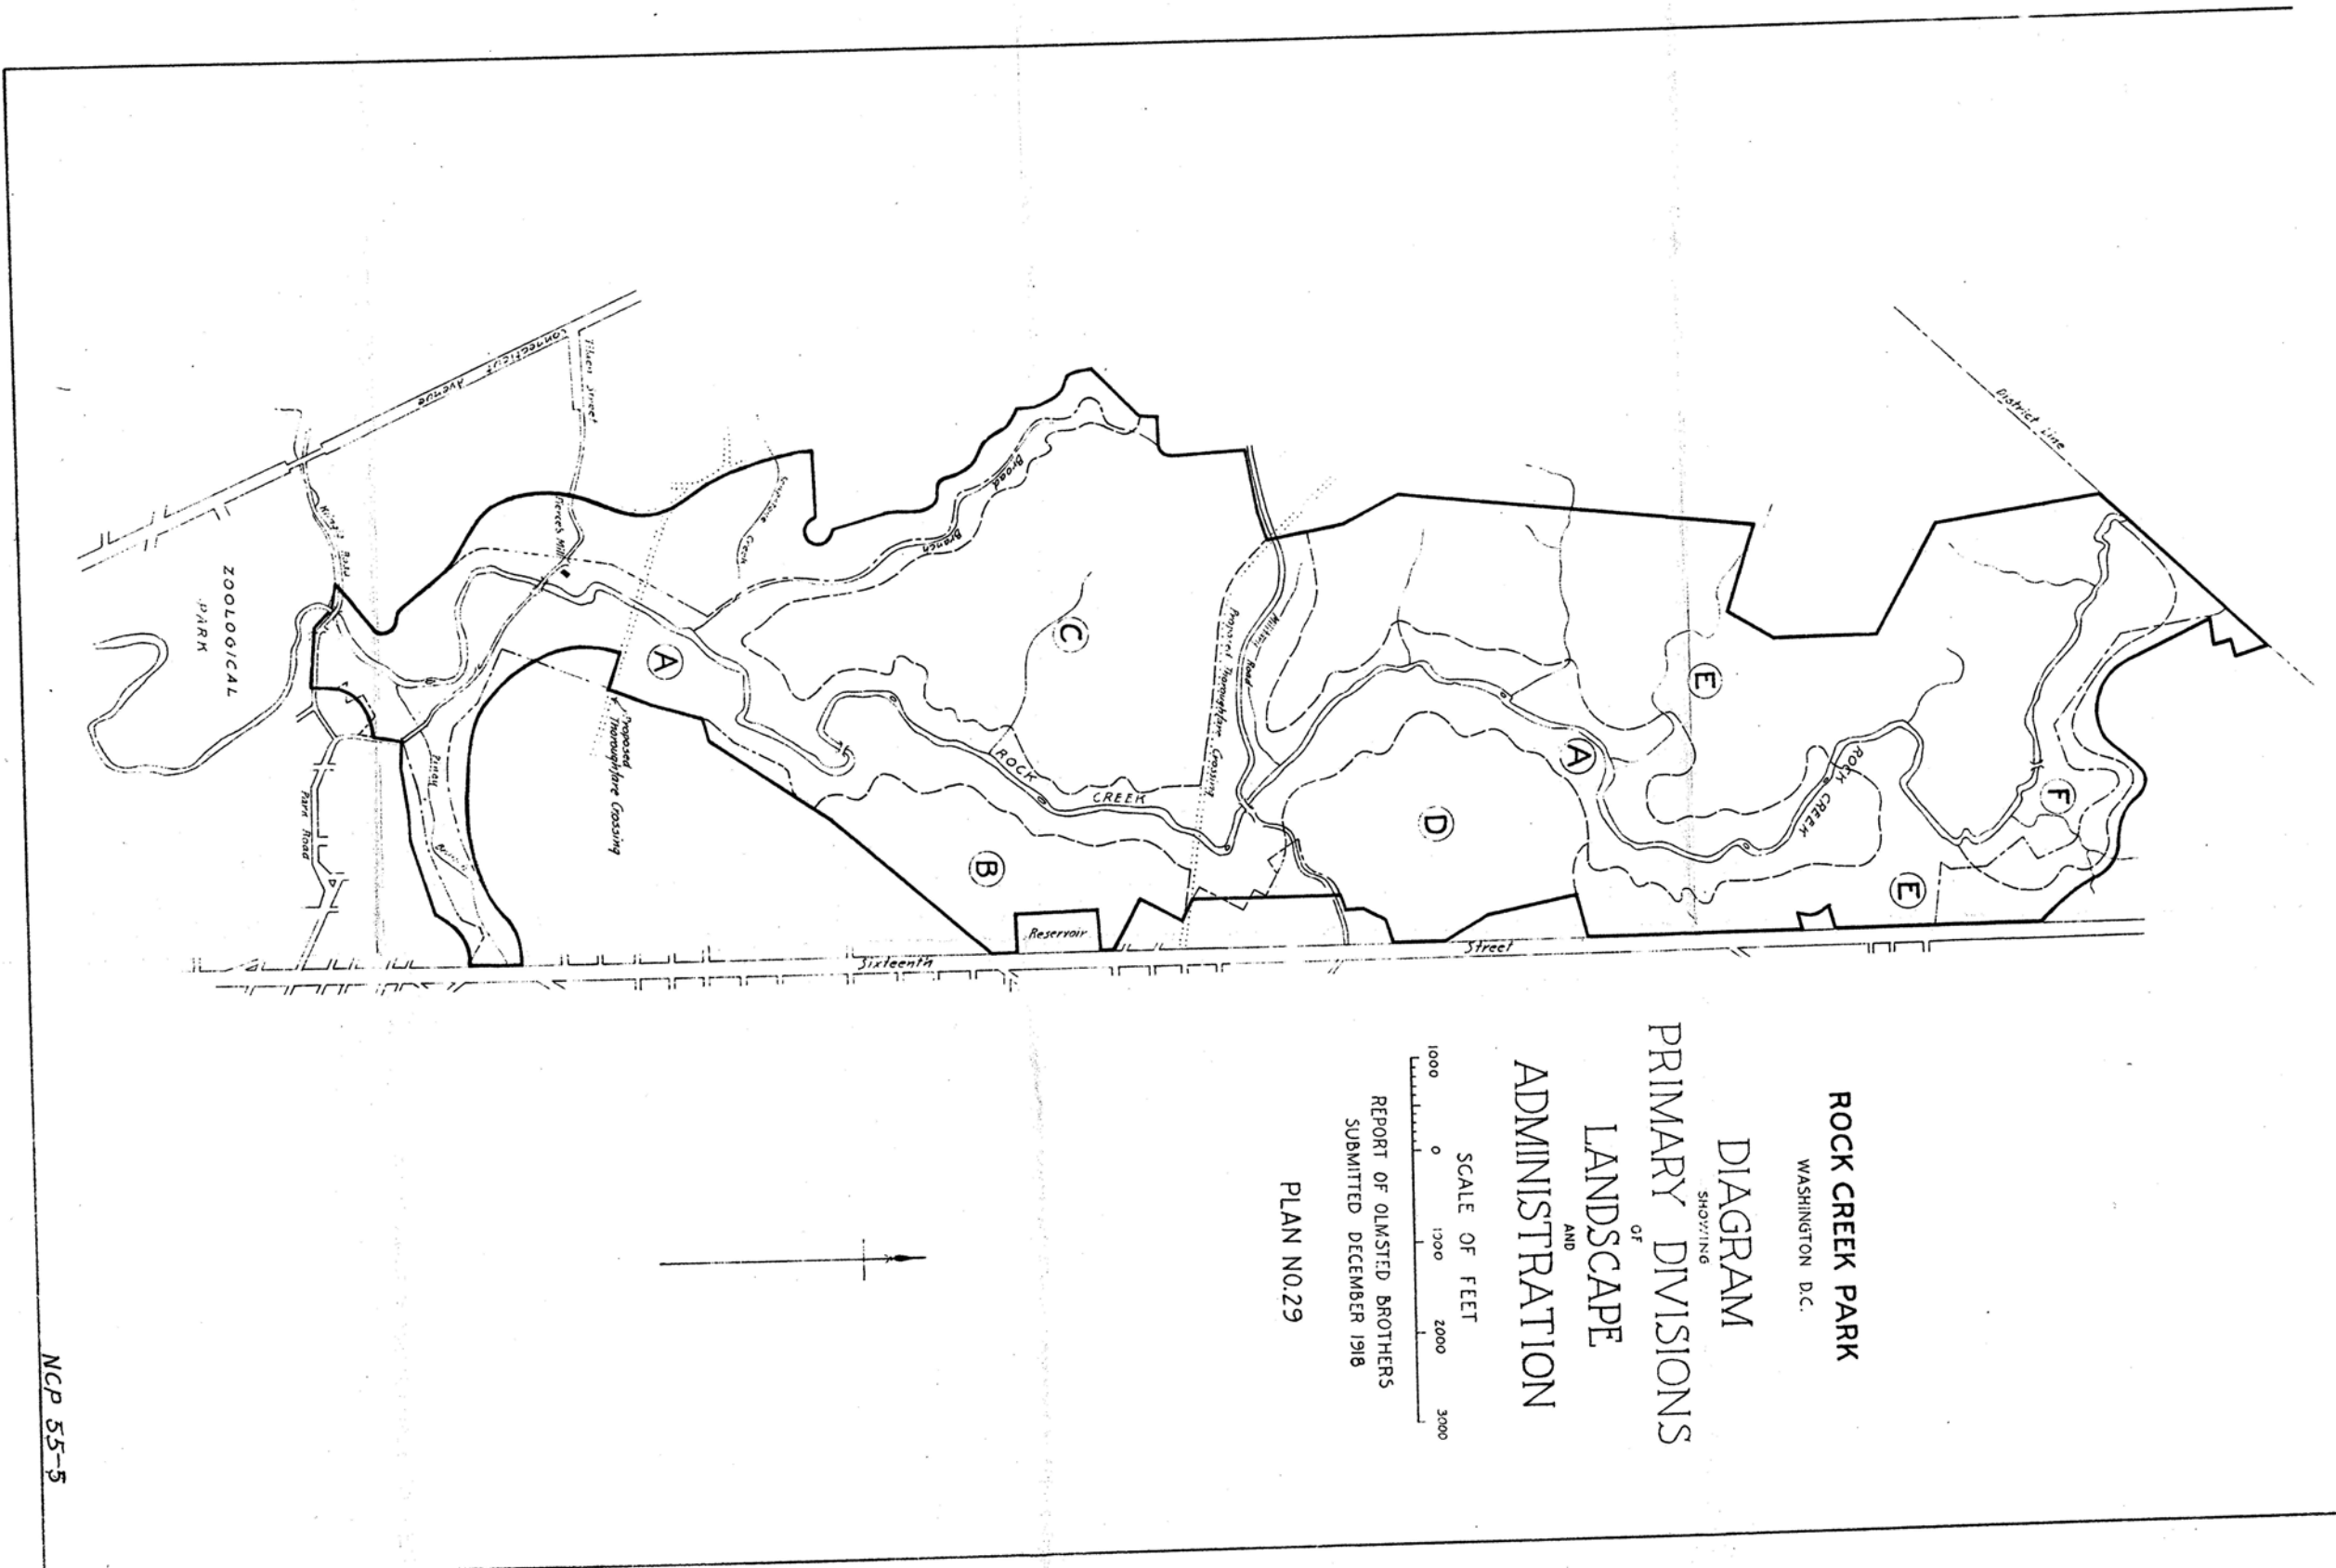 ROCK CREEK PARK
WASHINGTON D.C.
DIAGRAM
SHOWING
PRIMARY DIVISIONS
OF
LANDSCAPE
AND
ADMINISTRATION
SCALE OF FEET
1000 0 1000 2000 3000
REPORT OF OLMSTED BROTHERS
SUBMITTED DECEMBER 1918
PLAN NO.29
NCP 55-5
Connecticut Avenue
Tilden Street
ZOOLOGICAL
PARK
Park Road
Pierce's Mill
Creek
Broad
Branch
Piney
Branch
Proposed
Thoroughfare Crossing
Military Road
Proposed Thoroughfare Crossing
ROCK
CREEK
ROCK
CREEK
District Line
Reservoir
Sixteenth
Street
A
B
C
D
A
E
E
F